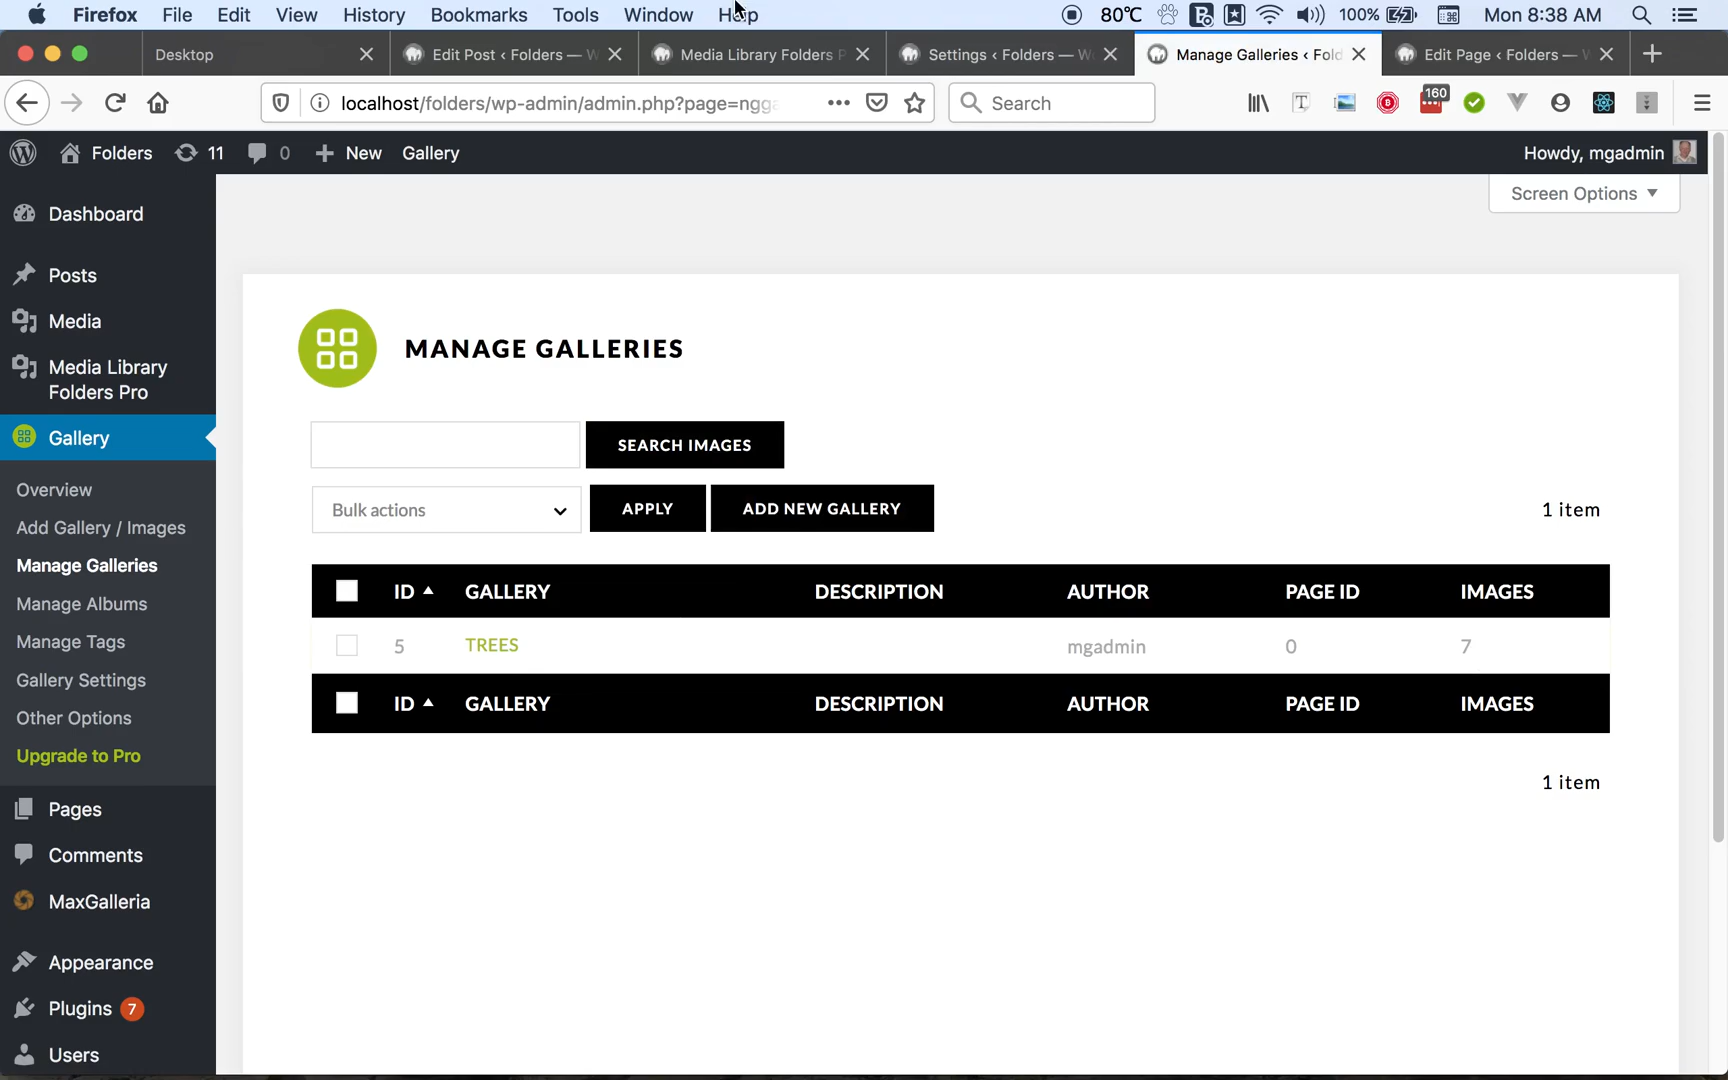 Firefox File Edit View History Bookmarks Tools Window Help 80℃ 100% Mon 8:38 AM
Desktop Edit Post ‹ Folders — W Media Library Folders P Settings ‹ Folders — W Manage Galleries ‹ Fold Edit Page ‹ Folders — W
localhost/folders/wp-admin/admin.php?page=ngga Search 160
Folders 11 0 New Gallery Howdy, mgadmin
Screen Options
Dashboard
Posts
Media
Media Library
Folders Pro
Gallery
Overview
Add Gallery / Images
Manage Galleries
Manage Albums
Manage Tags
Gallery Settings
Other Options
Upgrade to Pro
Pages
Comments
MaxGalleria
Appearance
Plugins 7
Users
MANAGE GALLERIES
SEARCH IMAGES
Bulk actions APPLY ADD NEW GALLERY 1 item
ID GALLERY DESCRIPTION AUTHOR PAGE ID IMAGES
5 TREES mgadmin 0 7
ID GALLERY DESCRIPTION AUTHOR PAGE ID IMAGES
1 item